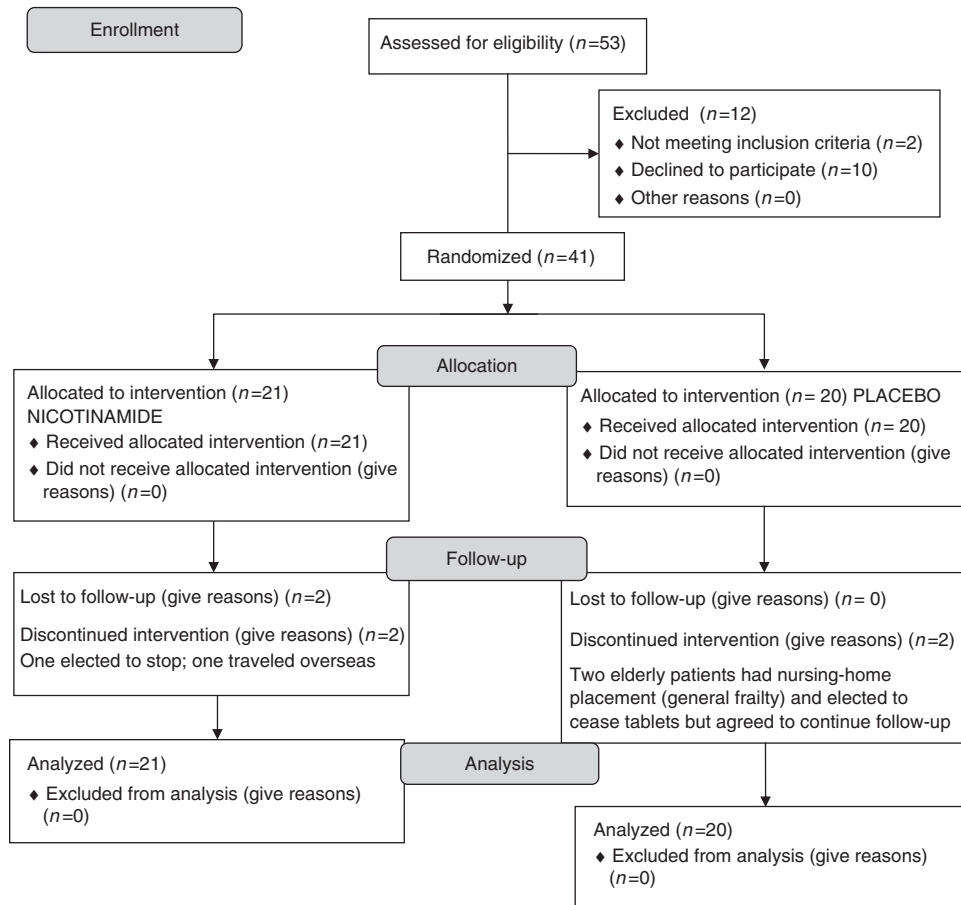 Enrollment
Assessed for eligibility (n=53)
Excluded (n=12)
♦ Not meeting inclusion criteria (n=2)
♦ Declined to participate (n=10)
♦ Other reasons (n=0)
Randomized (n=41)
Allocation
Allocated to intervention (n=21)
NICOTINAMIDE
♦ Received allocated intervention (n=21)
♦ Did not receive allocated intervention (give
reasons) (n=0)
Allocated to intervention (n= 20) PLACEBO
♦ Received allocated intervention (n= 20)
♦ Did not receive allocated intervention (give
reasons) (n=0)
Follow-up
Lost to follow-up (give reasons) (n=2)
Discontinued intervention (give reasons) (n=2)
One elected to stop; one traveled overseas
Lost to follow-up (give reasons) (n= 0)
Discontinued intervention (give reasons) (n=2)
Two elderly patients had nursing-home
placement (general frailty) and elected to
cease tablets but agreed to continue follow-up
Analysis
Analyzed (n=21)
♦ Excluded from analysis (give reasons)
(n=0)
Analyzed (n=20)
♦ Excluded from analysis (give reasons)
(n=0)